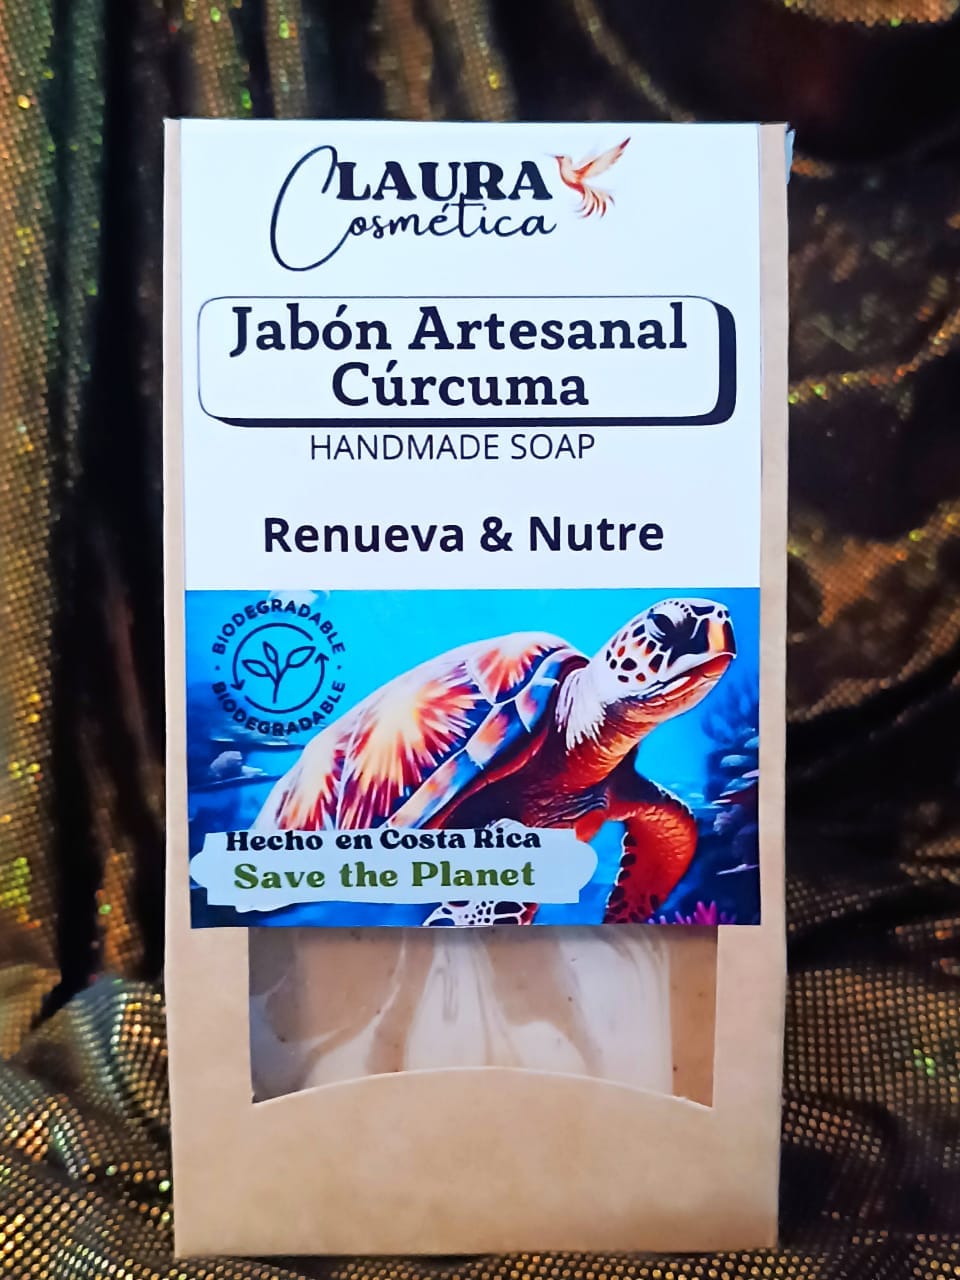 LAURA
Cosmética
Jabón Artesanal
Cúrcuma
HANDMADE SOAP
Renueva & Nutre
BIODEGRADABLE
BIODEGRADABLE
Hecho en Costa Rica
Save the Planet